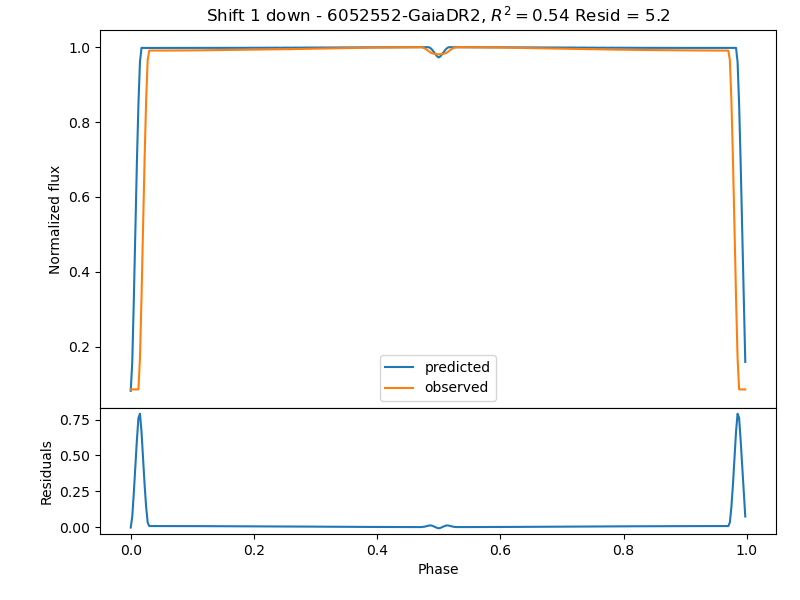 Shift 1 down - 6052552-GaiaDR2, R² = 0.54 Resid = 5.2
Normalized flux
1.0
0.8
0.6
0.4
0.2
predicted
observed
Residuals
0.75
0.50
0.25
0.00
0.0 0.2 0.4 0.6 0.8 1.0
Phase